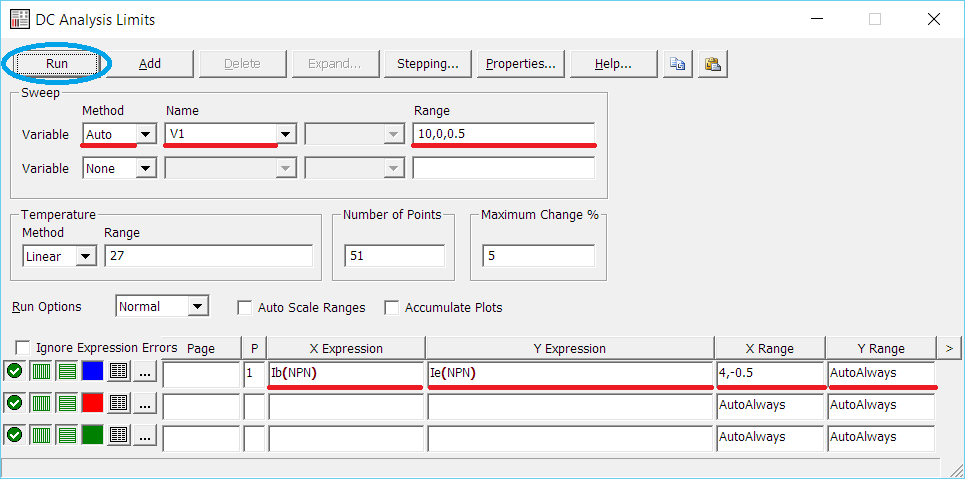 DC Analysis Limits
Run Add Delete Expand... Stepping... Properties... Help...
Sweep
Method Name Range
Variable Auto V1 10,0,0.5
Variable None
Temperature Number of Points Maximum Change %
Method Range
Linear 27 51 5
Run Options Normal Auto Scale Ranges Accumulate Plots
Ignore Expression Errors Page P X Expression Y Expression X Range Y Range >
... 1 Ib(NPN) Ie(NPN) 4,-0.5 AutoAlways
... AutoAlways AutoAlways
... AutoAlways AutoAlways